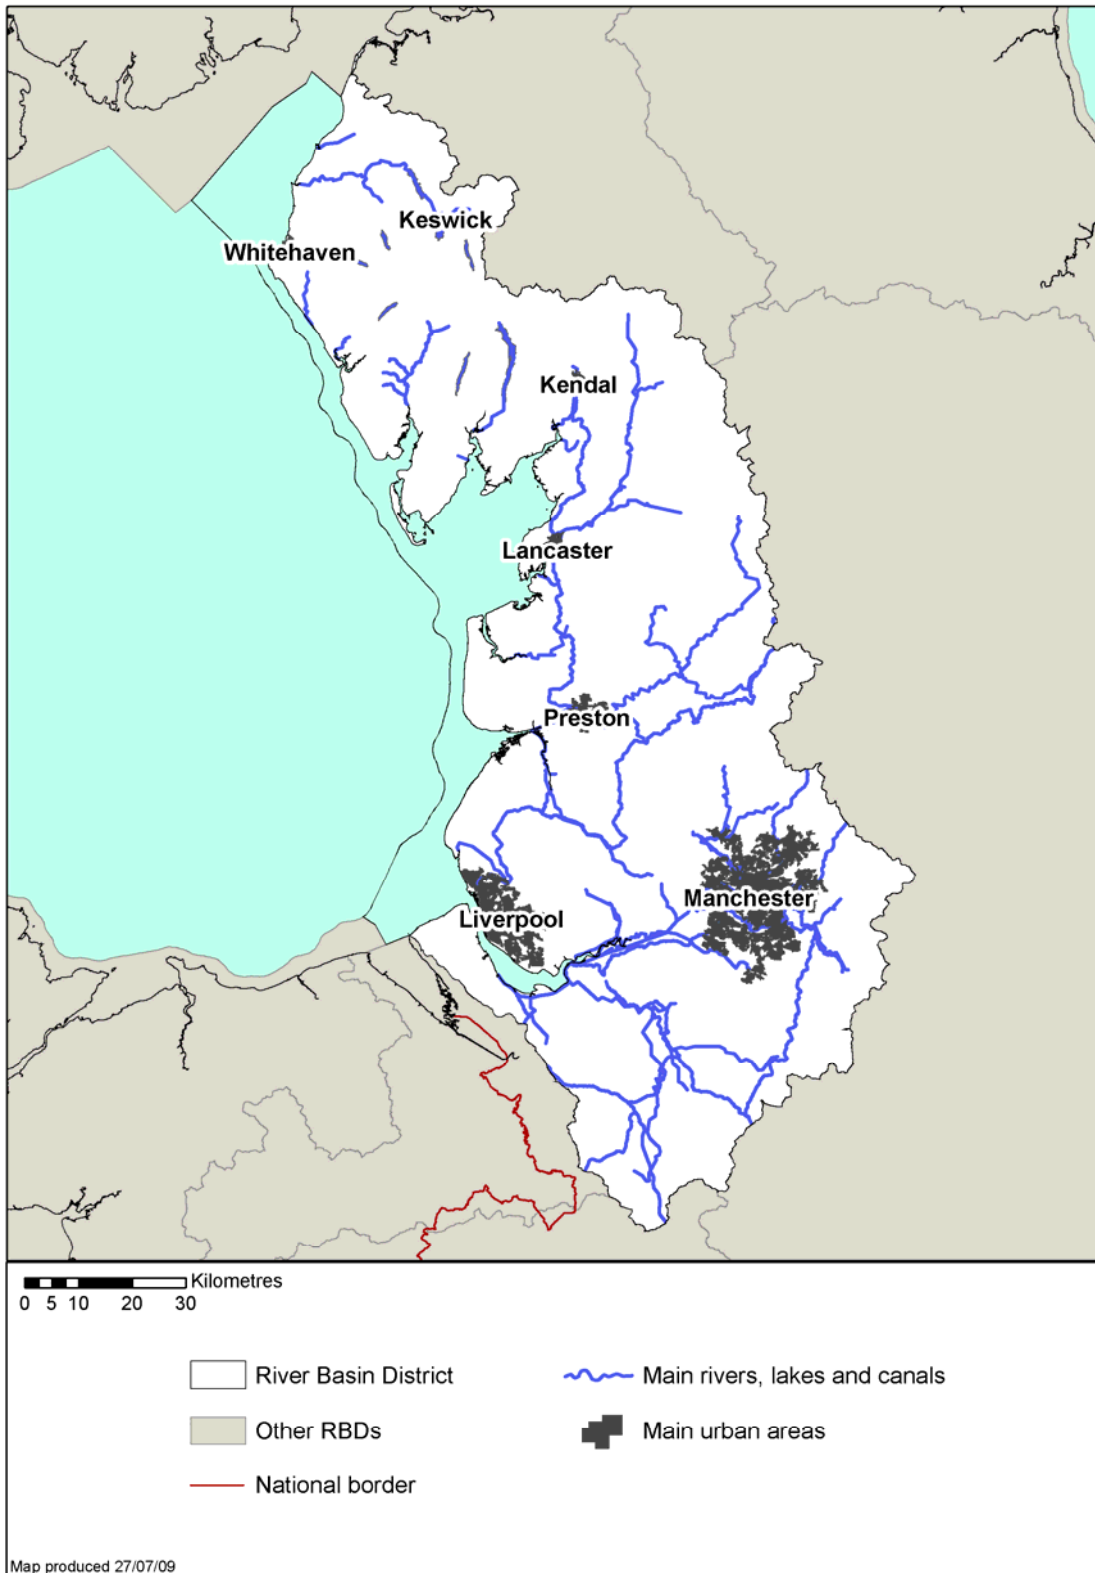 Keswick
Whitehaven
Kendal
Lancaster
Preston
Manchester
Liverpool
Kilometres
0 5 10 20 30
River Basin District
Main rivers, lakes and canals
Other RBDs
Main urban areas
National border
Map produced 27/07/09